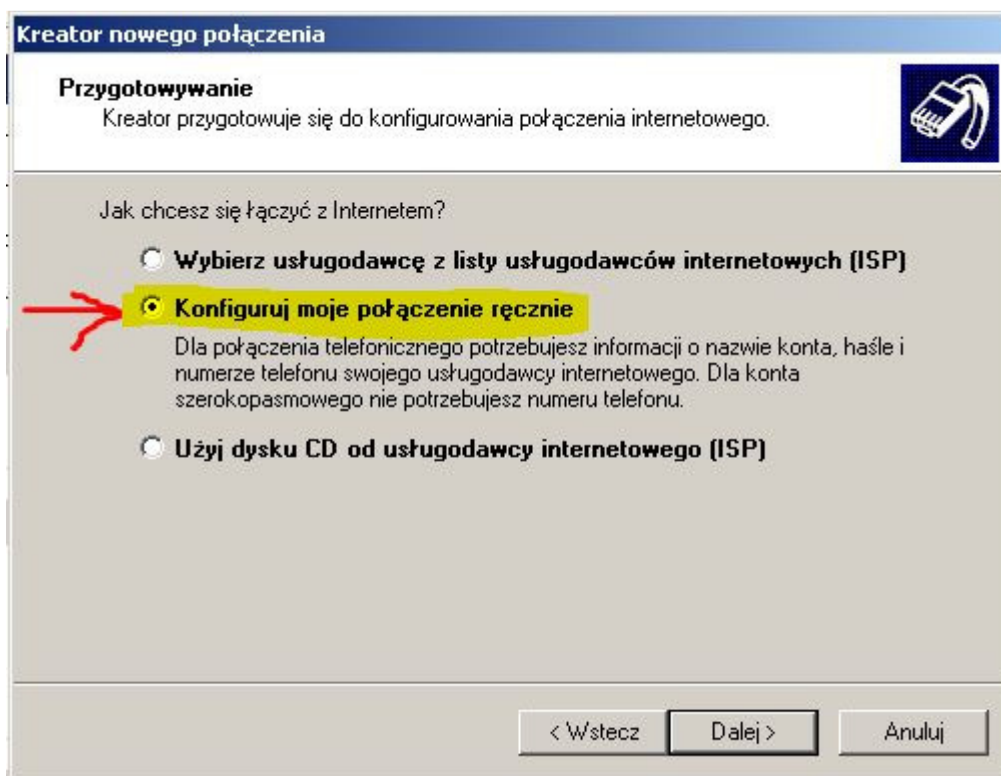 Kreator nowego połączenia
Przygotowywanie
Kreator przygotowuje się do konfigurowania połączenia internetowego.
Jak chcesz się łączyć z Internetem?
Wybierz usługodawcę z listy usługodawców internetowych (ISP)
Konfiguruj moje połączenie ręcznie
Dla połączenia telefonicznego potrzebujesz informacji o nazwie konta, haśle i
numerze telefonu swojego usługodawcy internetowego. Dla konta
szerokopasmowego nie potrzebujesz numeru telefonu.
Użyj dysku CD od usługodawcy internetowego (ISP)
< Wstecz
Dalej >
Anuluj